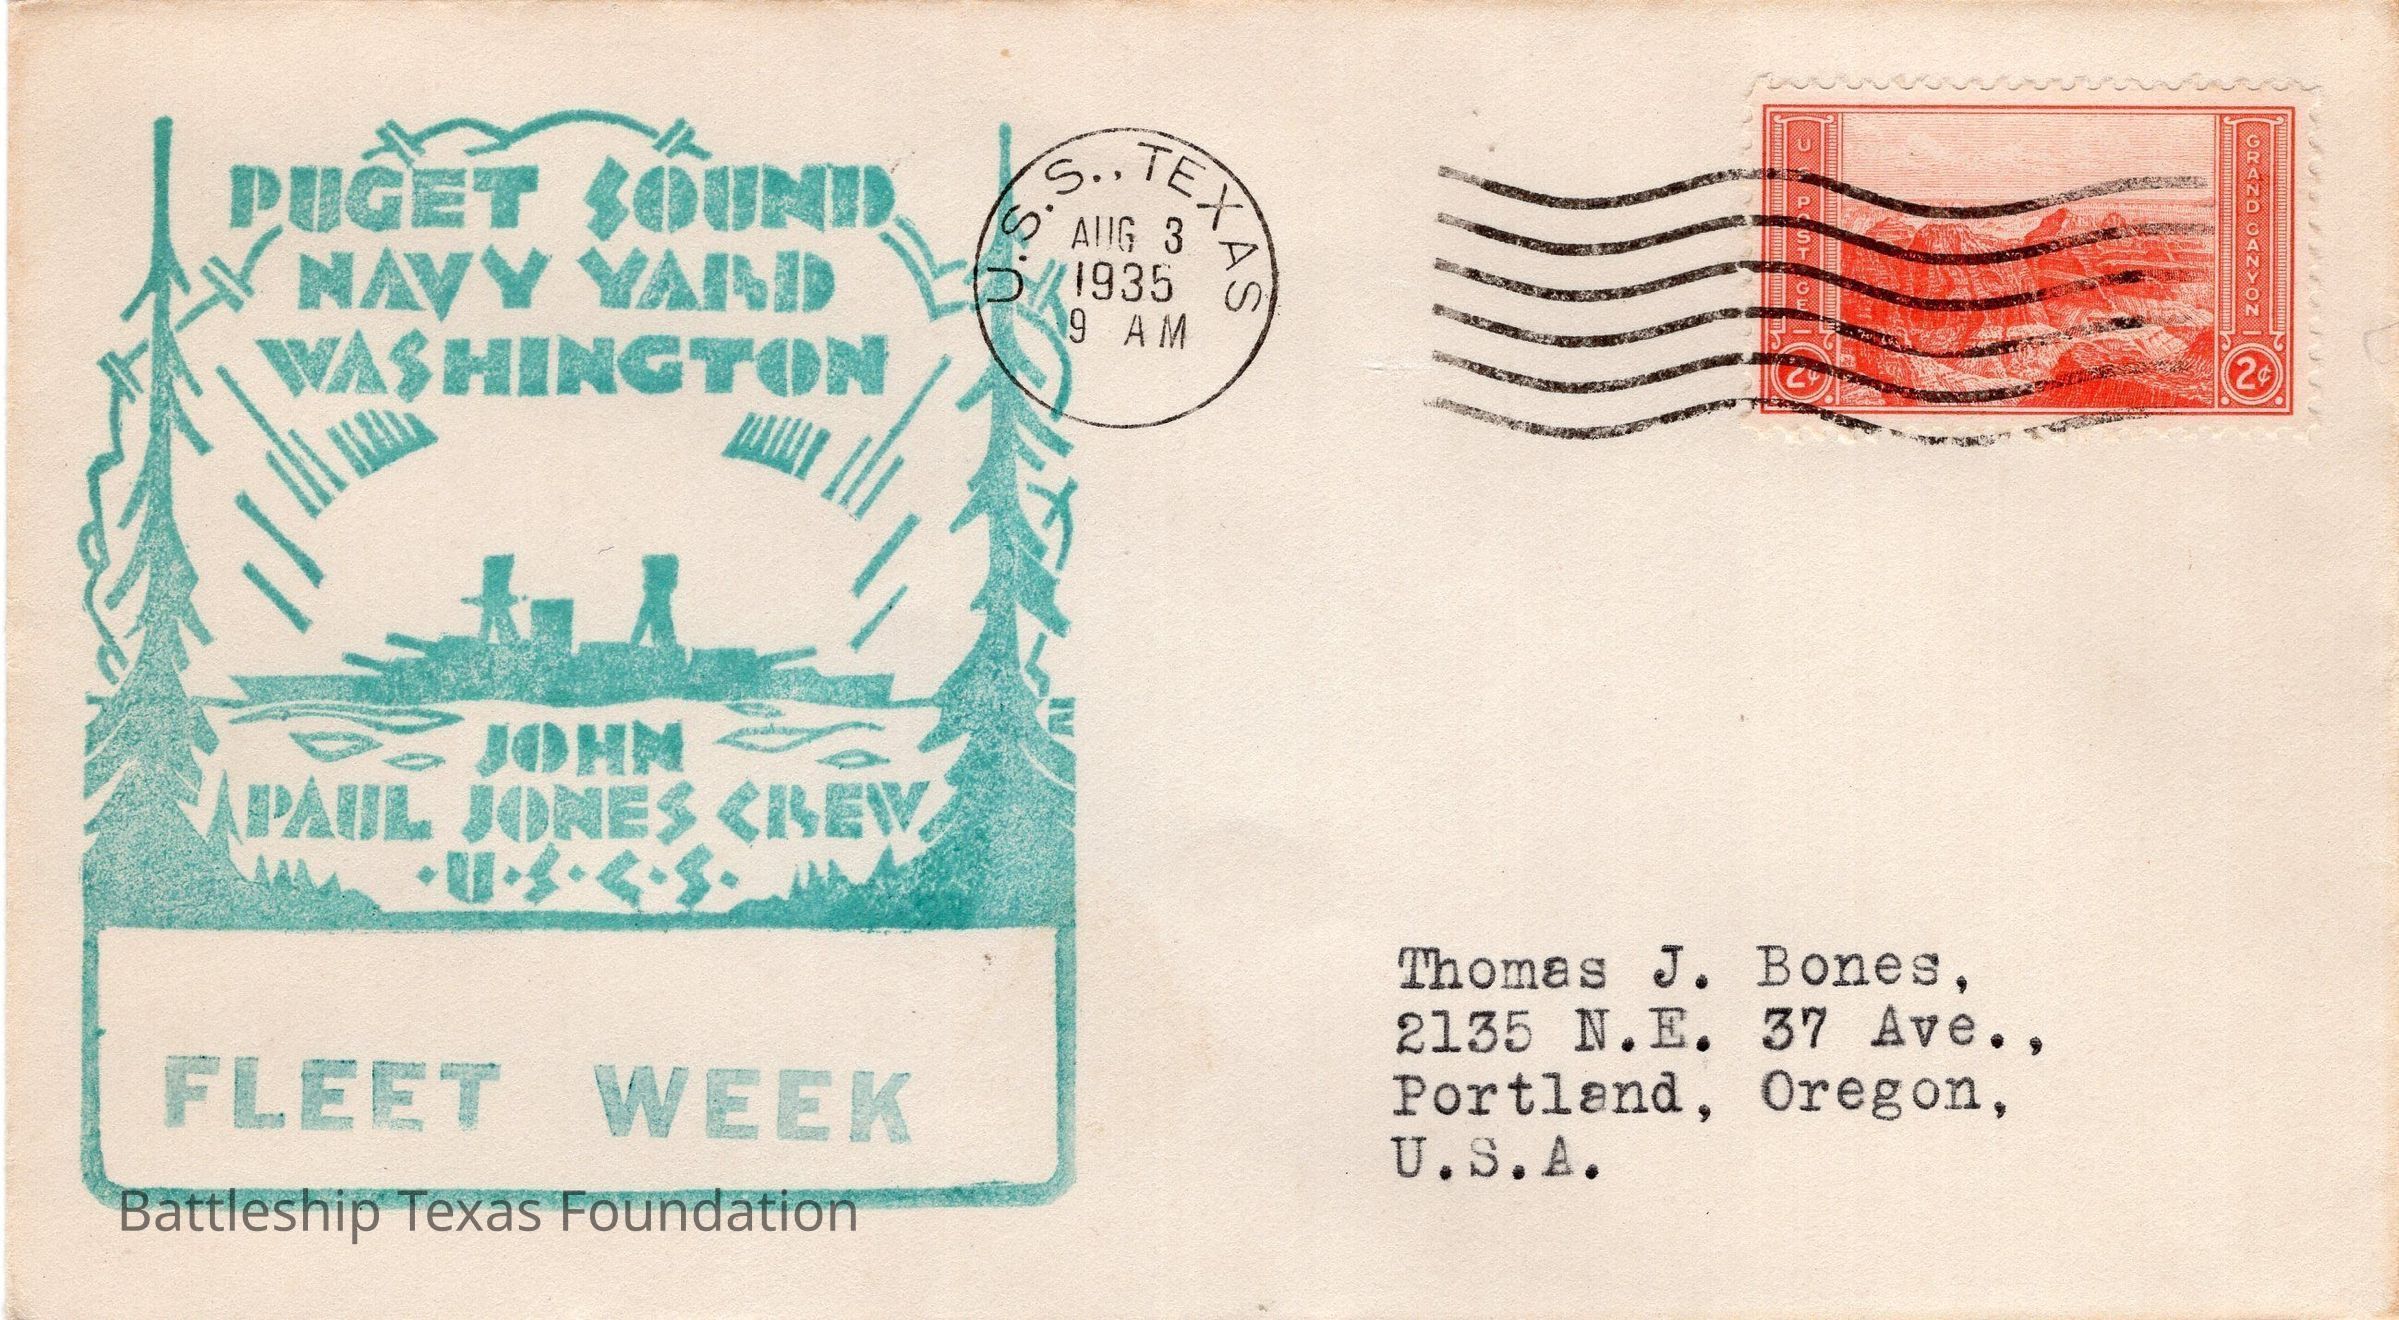 PUGET SOUND
NAVY YARD
WASHINGTON
JOHN
PAUL JONES CREW
·U·S·C·S·
FLEET WEEK
Battleship Texas Foundation
U.S.S., TEXAS
AUG 3
1935
9 AM
U S POSTAGE
GRAND CANYON
2¢
2¢
Thomas J. Bones,
2135 N.E. 37 Ave.,
Portland, Oregon,
U.S.A.